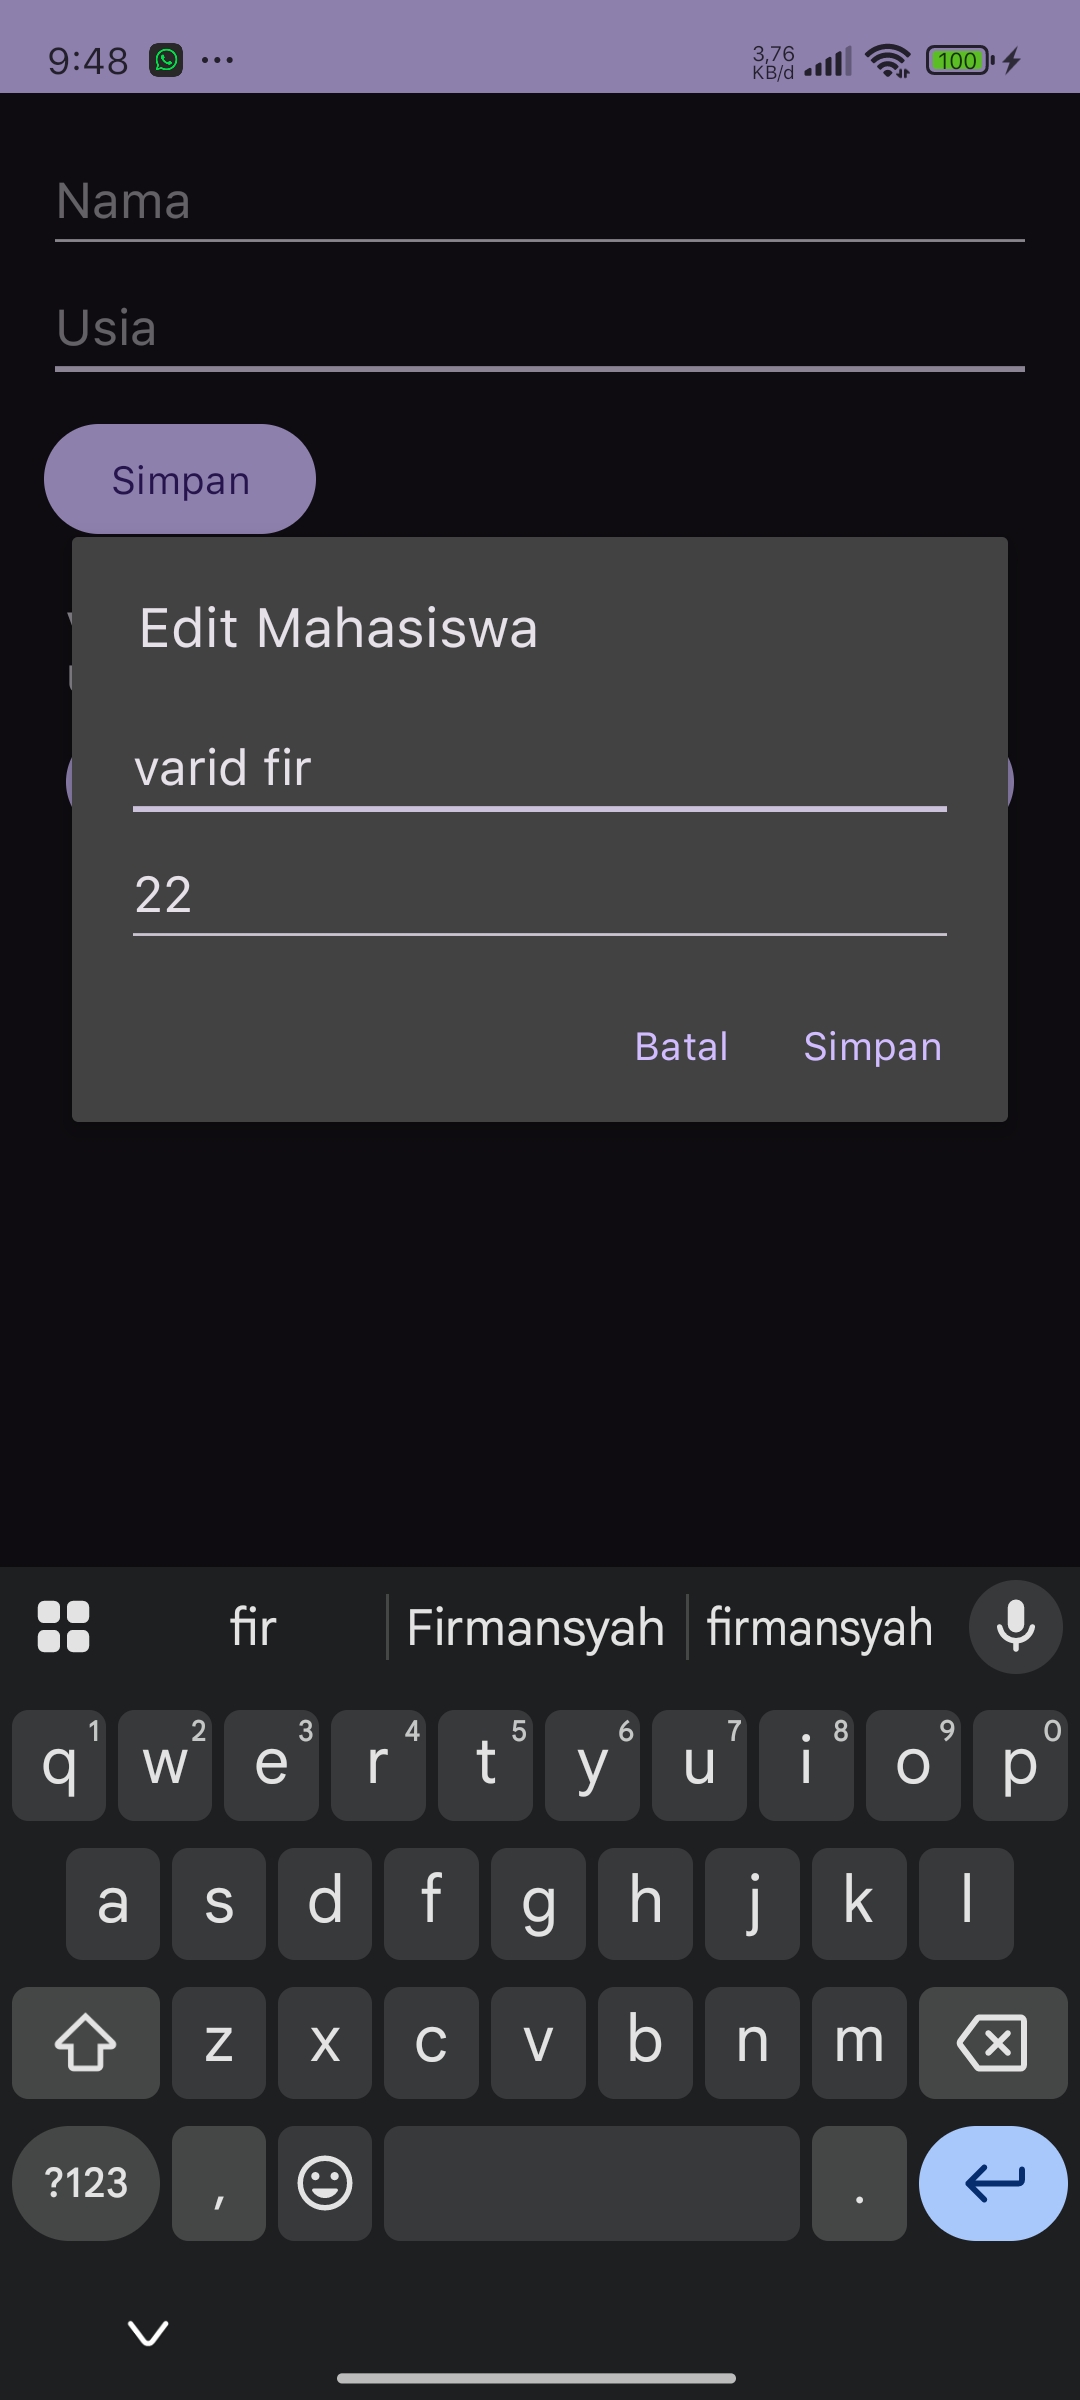 9:48
3,76
KB/d
100
Nama
Usia
Simpan
Edit Mahasiswa
varid fir
22
Batal Simpan
fir Firmansyah firmansyah
q 1 w 2 e 3 r 4 t 5 y 6 u 7 i 8 o 9 p 0
a s d f g h j k l
z x c v b n m
?123 , .